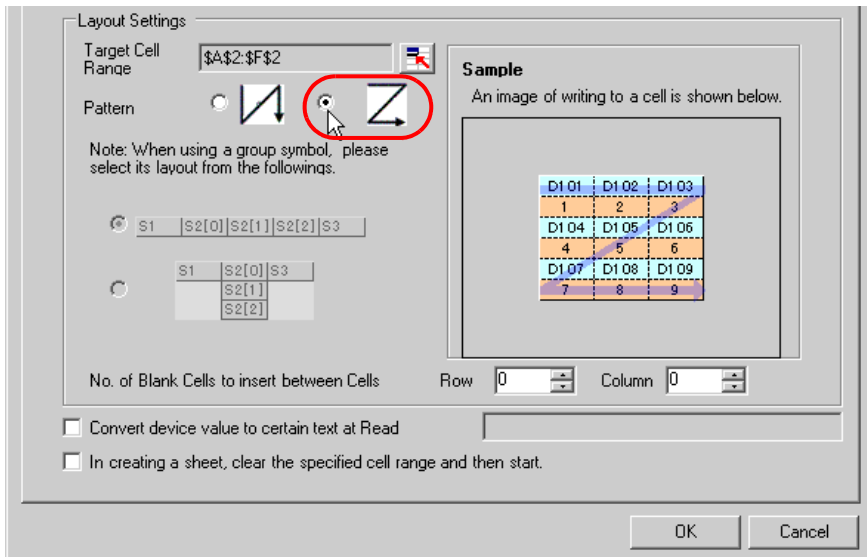 Layout Settings
Target Cell
Range
$A$2:$F$2
Pattern
Note: When using a group symbol, please
select its layout from the followings.
S1 S2[0] S2[1] S2[2] S3
S1 S2[0] S3
S2[1]
S2[2]
Sample
An image of writing to a cell is shown below.
D101 D102 D103
1 2 3
D104 D105 D106
4 5 6
D107 D108 D109
7 8 9
No. of Blank Cells to insert between Cells Row 0 Column 0
Convert device value to certain text at Read
In creating a sheet, clear the specified cell range and then start.
OK Cancel